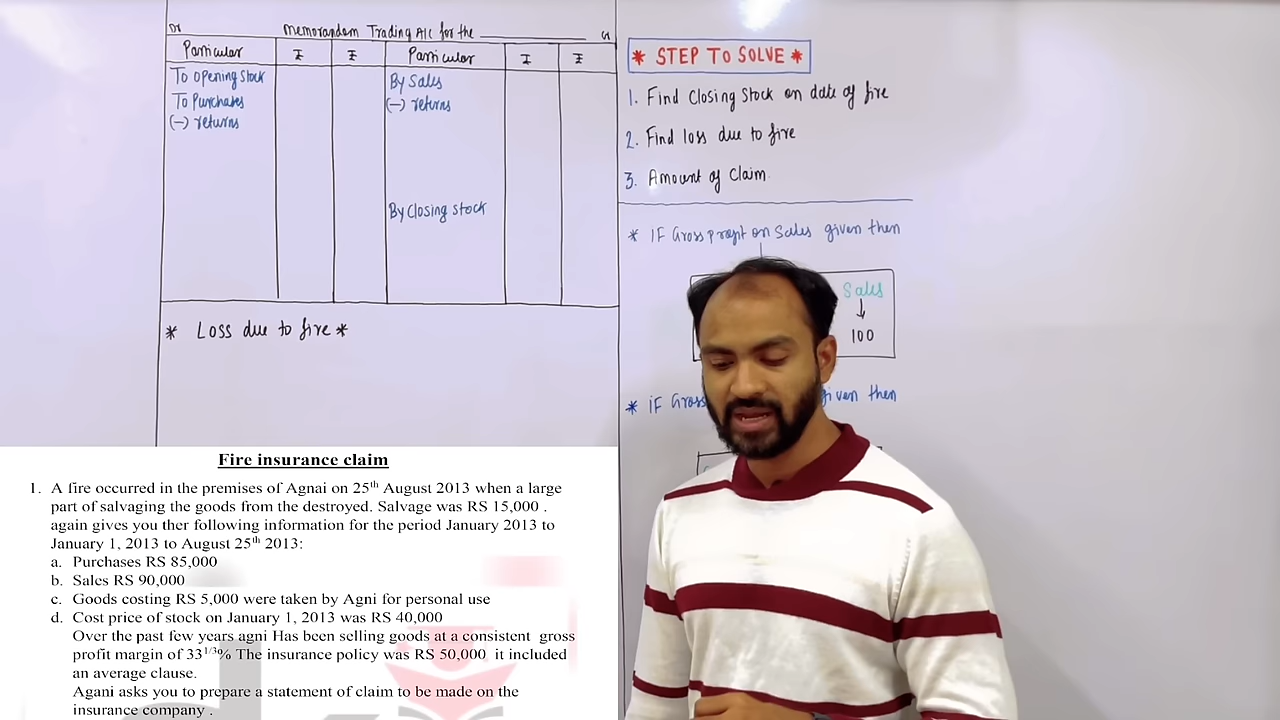 Dr Memorandam Trading A/C for the ____________ Cr
Particular ₹ ₹ Particular ₹ ₹
To opening stock
To Purchases
(–) returns
By Sales
(–) returns
By Closing stock
* Loss due to fire *
* STEP TO SOLVE *
1. Find Closing Stock on date of fire
2. Find loss due to fire
3. Amount of Claim
* IF Gross profit on Sales given then
Sales
↓
100
* IF Gross given then
Fire insurance claim
1. A fire occurred in the premises of Agnai on 25th August 2013 when a large
part of salvaging the goods from the destroyed. Salvage was RS 15,000 .
again gives you ther following information for the period January 2013 to
January 1, 2013 to August 25th 2013:
a. Purchases RS 85,000
b. Sales RS 90,000
c. Goods costing RS 5,000 were taken by Agni for personal use
d. Cost price of stock on January 1, 2013 was RS 40,000
Over the past few years agni Has been selling goods at a consistent gross
profit margin of 33 1/3% The insurance policy was RS 50,000 it included
an average clause.
Agani asks you to prepare a statement of claim to be made on the
insurance company .